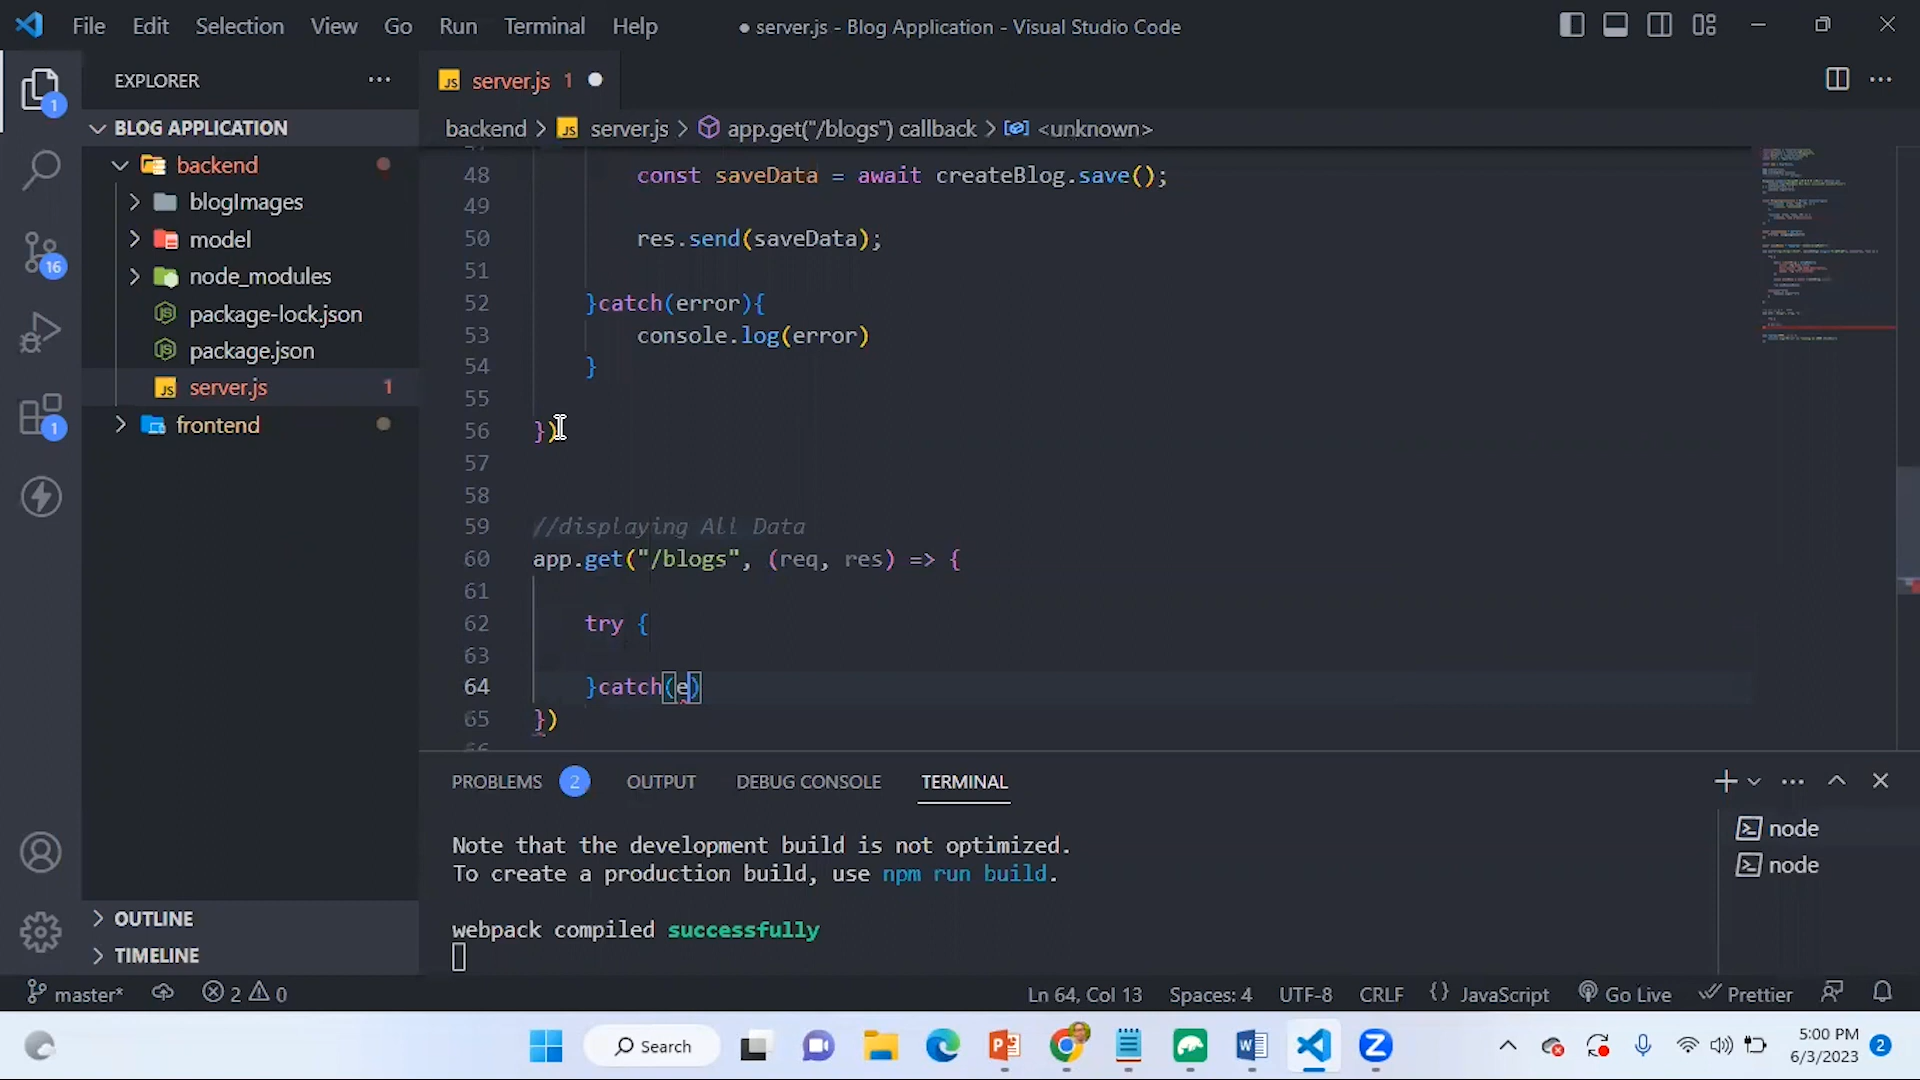 File Edit Selection View Go Run Terminal Help
● server.js - Blog Application - Visual Studio Code
EXPLORER
server.js 1
BLOG APPLICATION
backend > server.js > app.get("/blogs") callback > <unknown>
backend
blogImages
model
node_modules
package-lock.json
package.json
server.js 1
frontend
1
16
1
48 const saveData = await createBlog.save();
49
50 res.send(saveData);
51
52 }catch(error){
53 console.log(error)
54 }
55
56 })
57
58
59 //displaying All Data
60 app.get("/blogs", (req, res) => {
61
62 try {
63
64 }catch(e)
65 })
PROBLEMS 2 OUTPUT DEBUG CONSOLE TERMINAL
Note that the development build is not optimized.
To create a production build, use npm run build.
webpack compiled successfully
node
node
OUTLINE
TIMELINE
master* 2 0 Ln 64, Col 13 Spaces: 4 UTF-8 CRLF {} JavaScript Go Live Prettier
Search
5:00 PM
6/3/2023
2